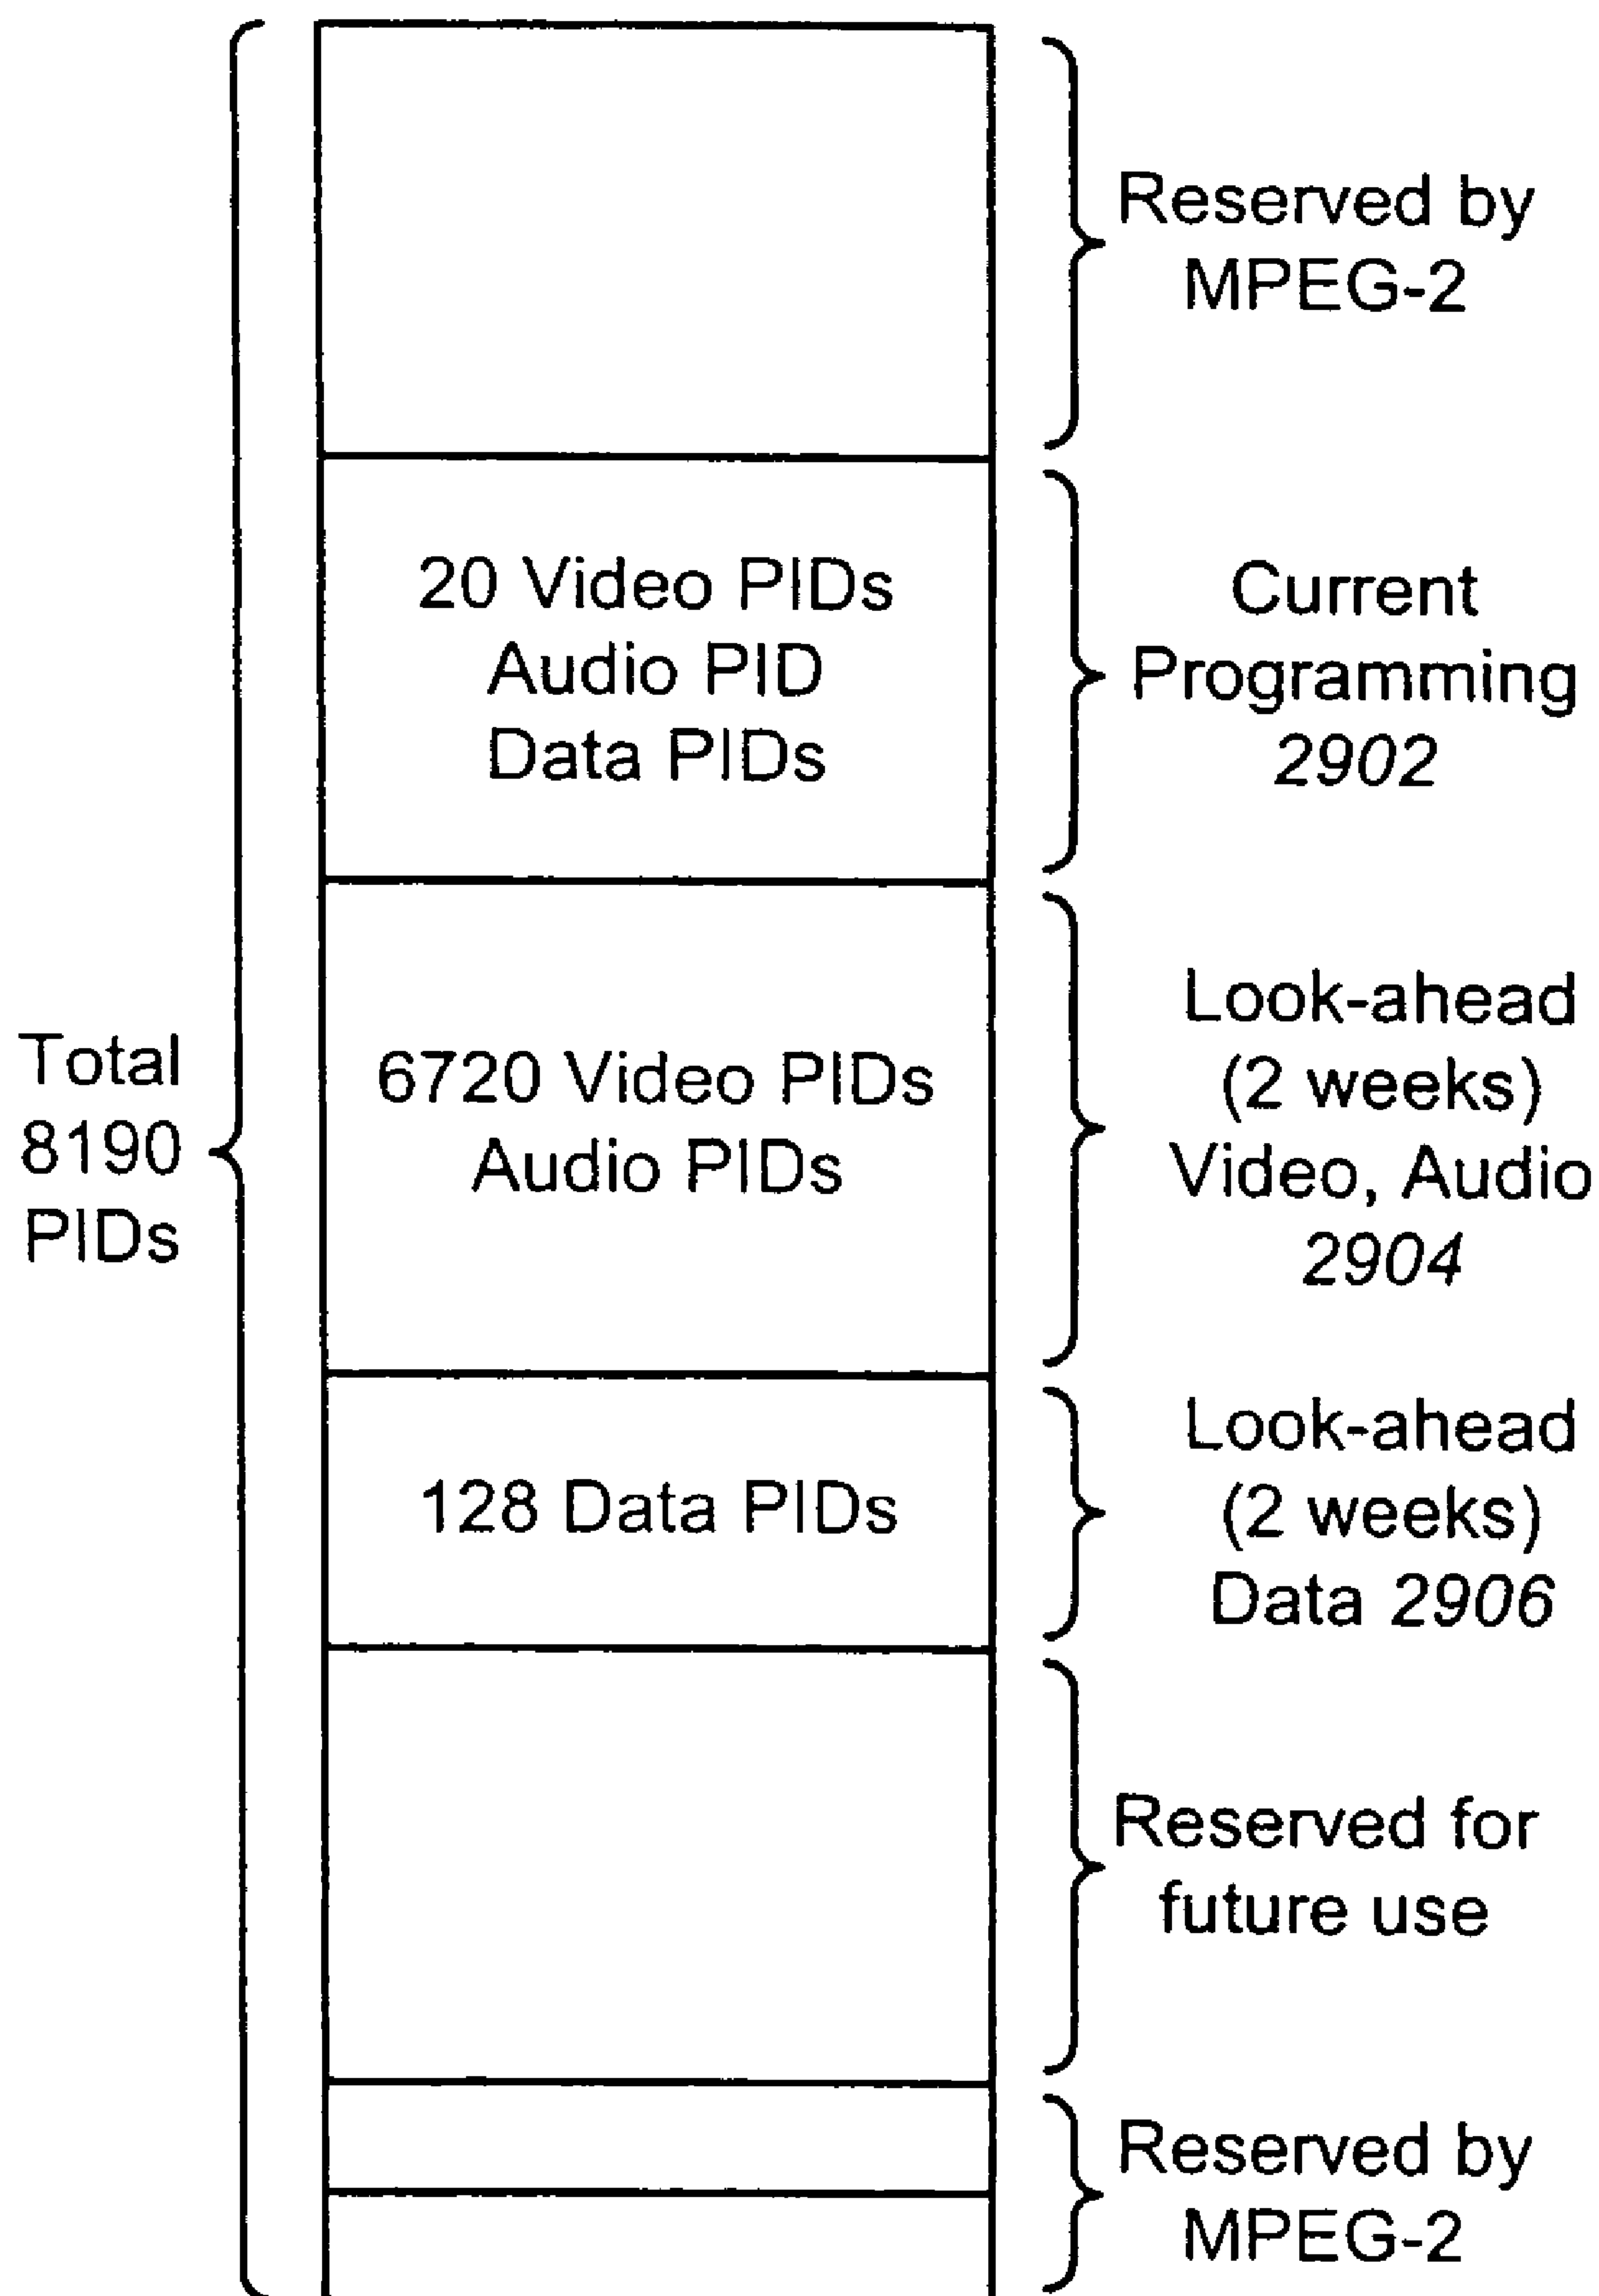 Reserved by
MPEG-2
20 Video PIDs
Audio PID
Data PIDs
Current
Programming
2902
Total
8190
PIDs
6720 Video PIDs
Audio PIDs
Look-ahead
(2 weeks)
Video, Audio
2904
128 Data PIDs
Look-ahead
(2 weeks)
Data 2906
Reserved for
future use
Reserved by
MPEG-2